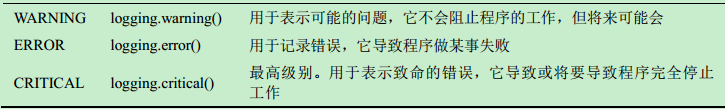 WARNING logging.warning() 用于表示可能的问题，它不会阻止程序的工作，但将来可能会
ERROR logging.error() 用于记录错误，它导致程序做某事失败
CRITICAL logging.critical() 最高级别。用于表示致命的错误，它导致或将要导致程序完全停止
工作